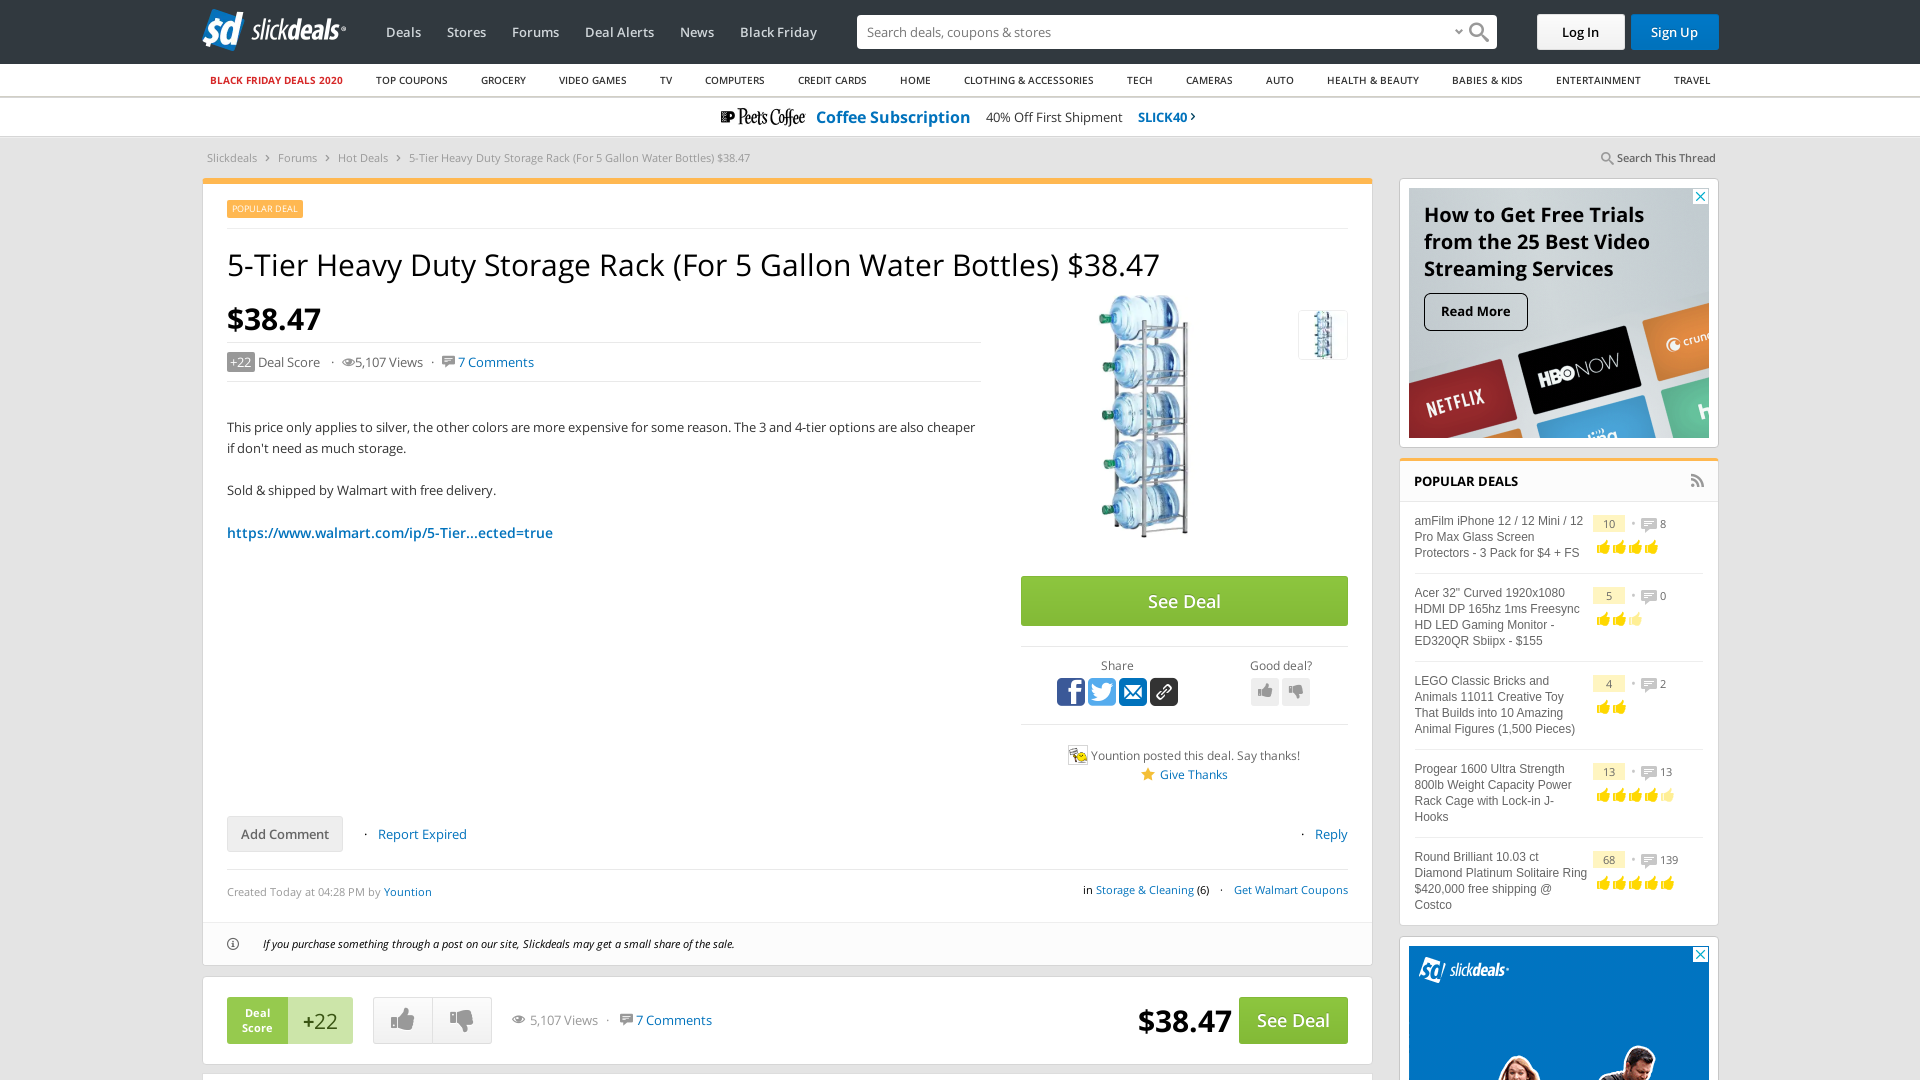 slickdeals
Deals
Stores
Forums
Deal Alerts
News
Black Friday
Search deals, coupons & stores
Log In
Sign Up
BLACK FRIDAY DEALS 2020
TOP COUPONS
GROCERY
VIDEO GAMES
TV
COMPUTERS
CREDIT CARDS
HOME
CLOTHING & ACCESSORIES
TECH
CAMERAS
AUTO
HEALTH & BEAUTY
BABIES & KIDS
ENTERTAINMENT
TRAVEL
Peet's Coffee Coffee Subscription 40% Off First Shipment SLICK40 ›
Slickdeals › Forums › Hot Deals › 5-Tier Heavy Duty Storage Rack (For 5 Gallon Water Bottles) $38.47
Search This Thread
POPULAR DEAL
5-Tier Heavy Duty Storage Rack (For 5 Gallon Water Bottles) $38.47
$38.47
+22 Deal Score · 5,107 Views · 7 Comments
This price only applies to silver, the other colors are more expensive for some reason. The 3 and 4-tier options are also cheaper
if don't need as much storage.
Sold & shipped by Walmart with free delivery.
https://www.walmart.com/ip/5-Tier...ected=true
See Deal
Share
Good deal?
Yountion posted this deal. Say thanks!
Give Thanks
Add Comment · Report Expired
· Reply
Created Today at 04:28 PM by Yountion
in Storage & Cleaning (6) · Get Walmart Coupons
If you purchase something through a post on our site, Slickdeals may get a small share of the sale.
Deal
Score
+22
5,107 Views · 7 Comments
$38.47
See Deal
How to Get Free Trials
from the 25 Best Video
Streaming Services
Read More
NETFLIX
HBO NOW
crun
h
ling
POPULAR DEALS
amFilm iPhone 12 / 12 Mini / 12
Pro Max Glass Screen
Protectors - 3 Pack for $4 + FS
10 • 8
Acer 32" Curved 1920x1080
HDMI DP 165hz 1ms Freesync
HD LED Gaming Monitor -
ED320QR Sbiipx - $155
5 • 0
LEGO Classic Bricks and
Animals 11011 Creative Toy
That Builds into 10 Amazing
Animal Figures (1,500 Pieces)
4 • 2
Progear 1600 Ultra Strength
800lb Weight Capacity Power
Rack Cage with Lock-in J-
Hooks
13 • 13
Round Brilliant 10.03 ct
Diamond Platinum Solitaire Ring
$420,000 free shipping @
Costco
68 • 139
sd slickdeals